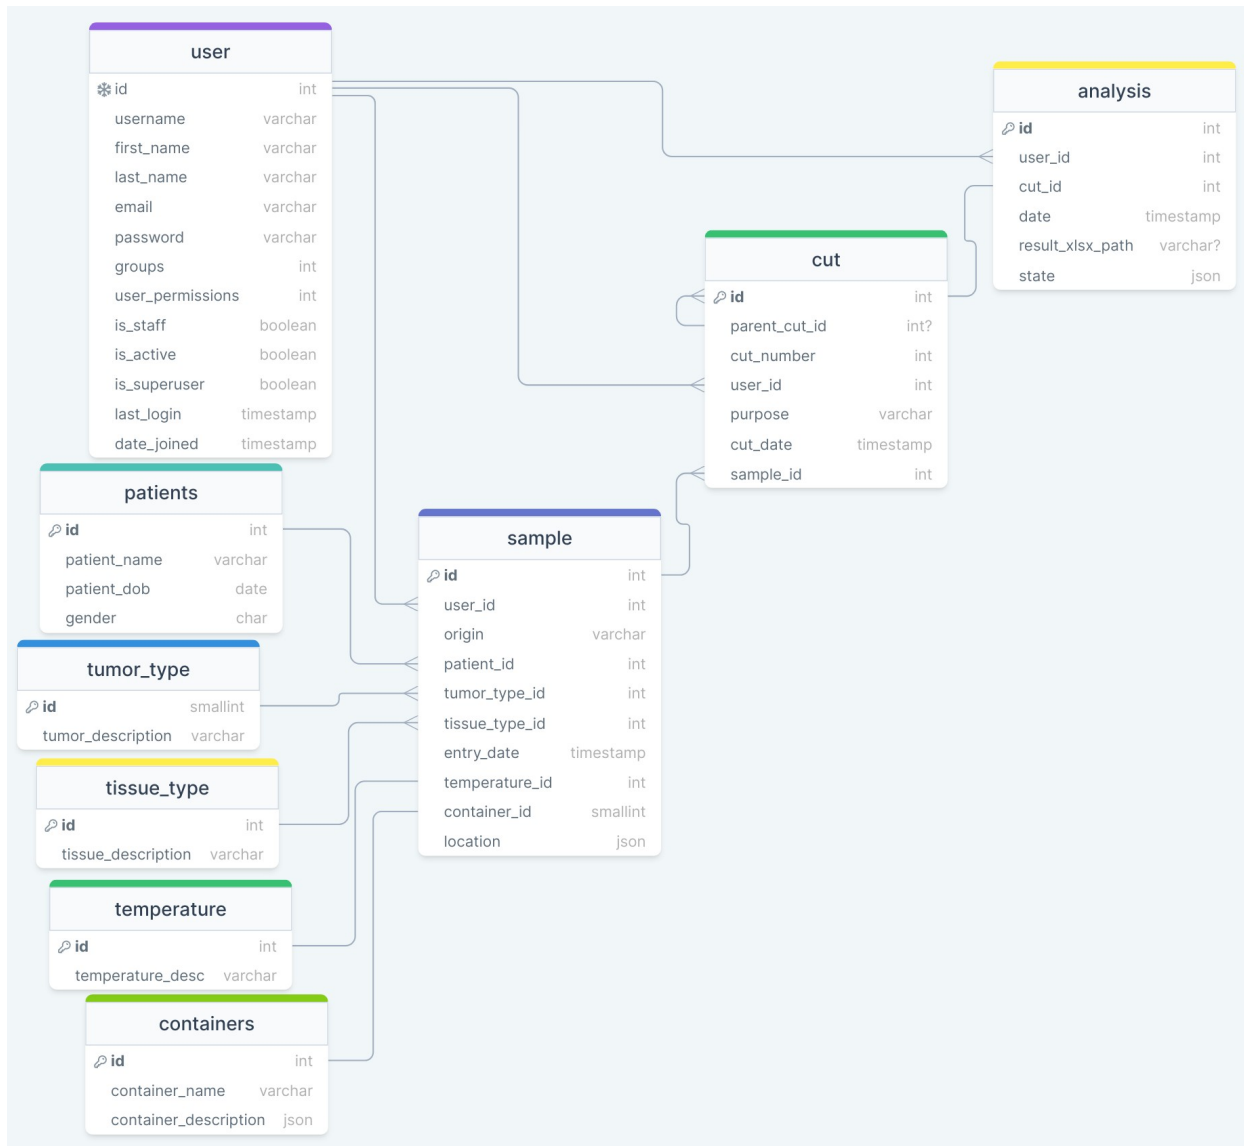 user
id int
username varchar
first_name varchar
last_name varchar
email varchar
password varchar
groups int
user_permissions int
is_staff boolean
is_active boolean
is_superuser boolean
last_login timestamp
date_joined timestamp
analysis
id int
user_id int
cut_id int
date timestamp
result_xlsx_path varchar?
state json
cut
id int
parent_cut_id int?
cut_number int
user_id int
purpose varchar
cut_date timestamp
sample_id int
patients
id int
patient_name varchar
patient_dob date
gender char
sample
id int
user_id int
origin varchar
patient_id int
tumor_type_id int
tissue_type_id int
entry_date timestamp
temperature_id int
container_id smallint
location json
tumor_type
id smallint
tumor_description varchar
tissue_type
id int
tissue_description varchar
temperature
id int
temperature_desc varchar
containers
id int
container_name varchar
container_description json